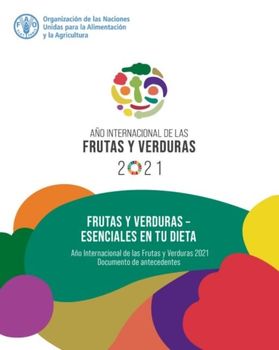 Organización de las Naciones
Unidas para la Alimentación
y la Agricultura
AÑO INTERNACIONAL DE LAS
FRUTAS Y VERDURAS
2021
FRUTAS Y VERDURAS –
ESENCIALES EN TU DIETA
Año Internacional de las Frutas y Verduras 2021
Documento de antecedentes